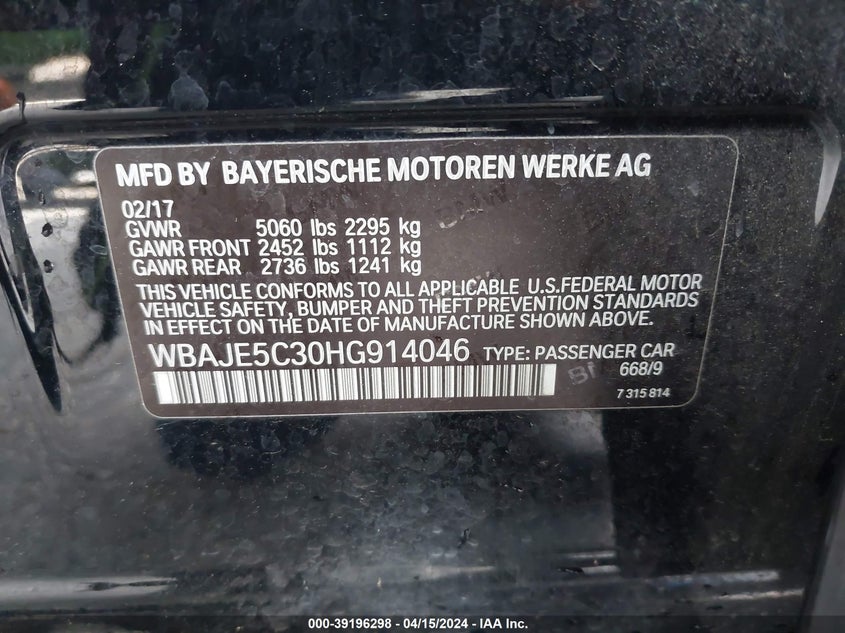 MFD BY BAYERISCHE MOTOREN WERKE AG
02/17
GVWR 5060 lbs 2295 kg
GAWR FRONT 2452 lbs 1112 kg
GAWR REAR 2736 lbs 1241 kg
THIS VEHICLE CONFORMS TO ALL APPLICABLE U.S.FEDERAL MOTOR
VEHICLE SAFETY, BUMPER AND THEFT PREVENTION STANDARDS
IN EFFECT ON THE DATE OF MANUFACTURE SHOWN ABOVE.
WBAJE5C30HG914046 TYPE: PASSENGER CAR
668/9
7 315 814
000-39196298 - 04/15/2024 - IAA Inc.